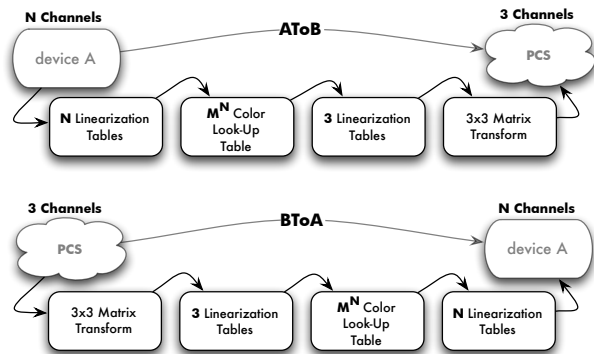 N Channels
3 Channels
device A
AToB
PCS
N Linearization
Tables
M^N Color
Look-Up
Table
3 Linearization
Tables
3x3 Matrix
Transform
3 Channels
N Channels
PCS
BToA
device A
3x3 Matrix
Transform
3 Linearization
Tables
M^N Color
Look-Up
Table
N Linearization
Tables